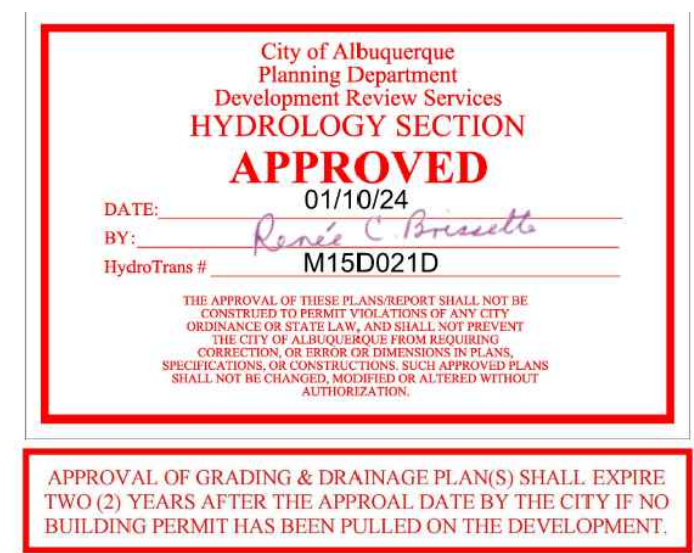 City of Albuquerque
Planning Department
Development Review Services
HYDROLOGY SECTION
APPROVED
DATE: 01/10/24
BY: Renée C. Brissette
HydroTrans # M15D021D
THE APPROVAL OF THESE PLANS/REPORT SHALL NOT BE
CONSTRUED TO PERMIT VIOLATIONS OF ANY CITY
ORDINANCE OR STATE LAW, AND SHALL NOT PREVENT
THE CITY OF ALBUQUERQUE FROM REQUIRING
CORRECTION, OR ERROR OR DIMENSIONS IN PLANS,
SPECIFICATIONS, OR CONSTRUCTIONS. SUCH APPROVED PLANS
SHALL NOT BE CHANGED, MODIFIED OR ALTERED WITHOUT
AUTHORIZATION.
APPROVAL OF GRADING & DRAINAGE PLAN(S) SHALL EXPIRE
TWO (2) YEARS AFTER THE APPROAL DATE BY THE CITY IF NO
BUILDING PERMIT HAS BEEN PULLED ON THE DEVELOPMENT.